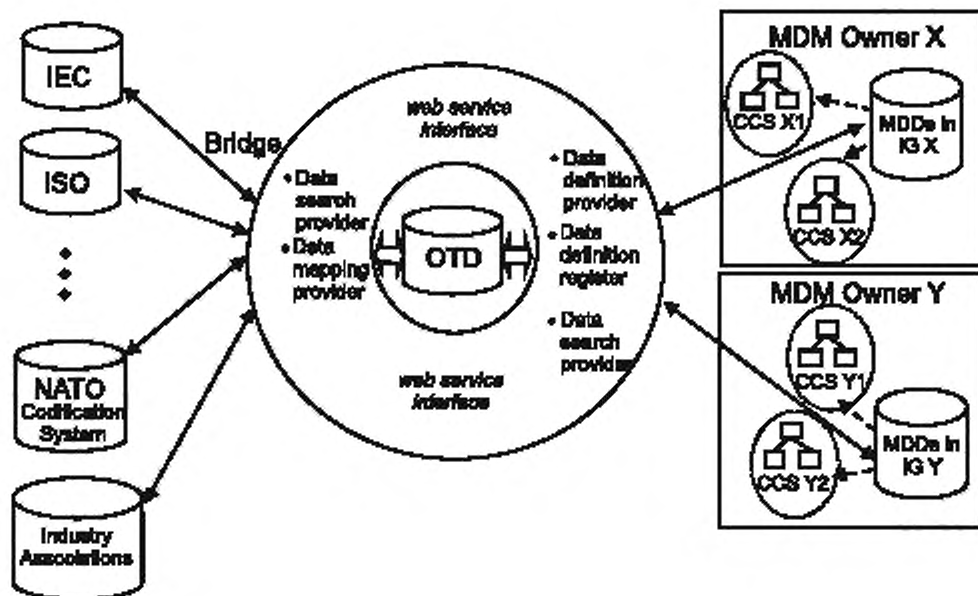 IEC
ISO
NATO
Codification
System
Industry
Associations
Bridge
web service
interface
• Data
search
provider
• Data
mapping
provider
OTD
• Data
definition
provider
• Data
definition
register
• Data
search
provider
web service
interface
MDM Owner X
CCS X1
CCS X2
MDDs in
IG X
MDM Owner Y
CCS Y1
CCS Y2
MDDs in
IG Y